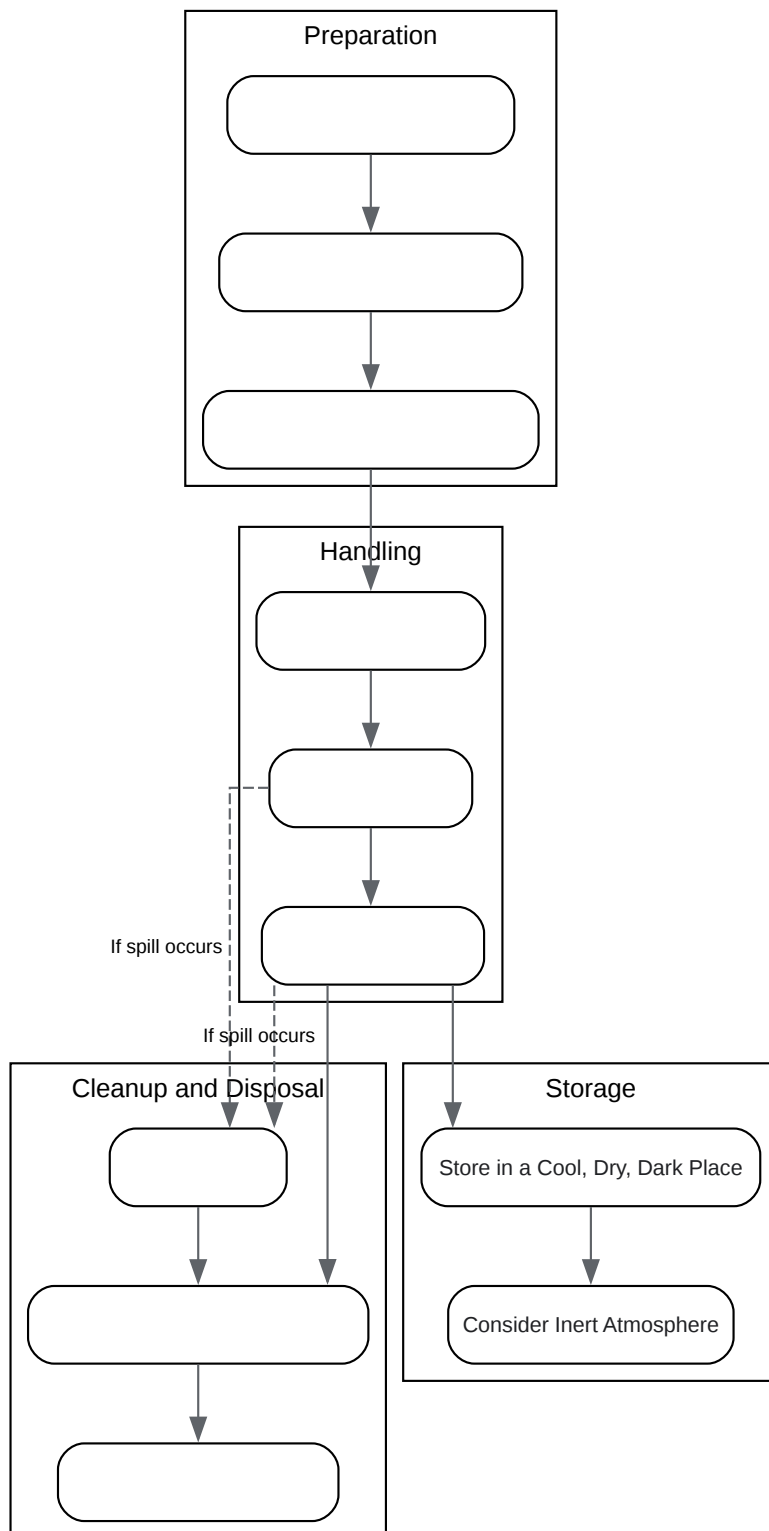 Preparation
Handling
If spill occurs
If spill occurs
Cleanup and Disposal
Storage
Store in a Cool, Dry, Dark Place
Consider Inert Atmosphere